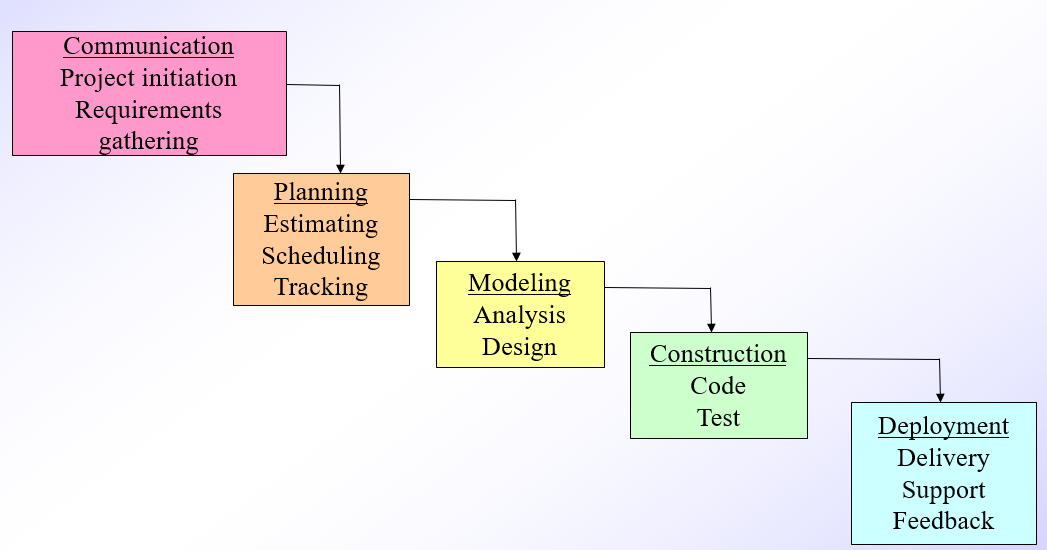 Communication
Project initiation
Requirements
gathering
Planning
Estimating
Scheduling
Tracking
Modeling
Analysis
Design
Construction
Code
Test
Deployment
Delivery
Support
Feedback